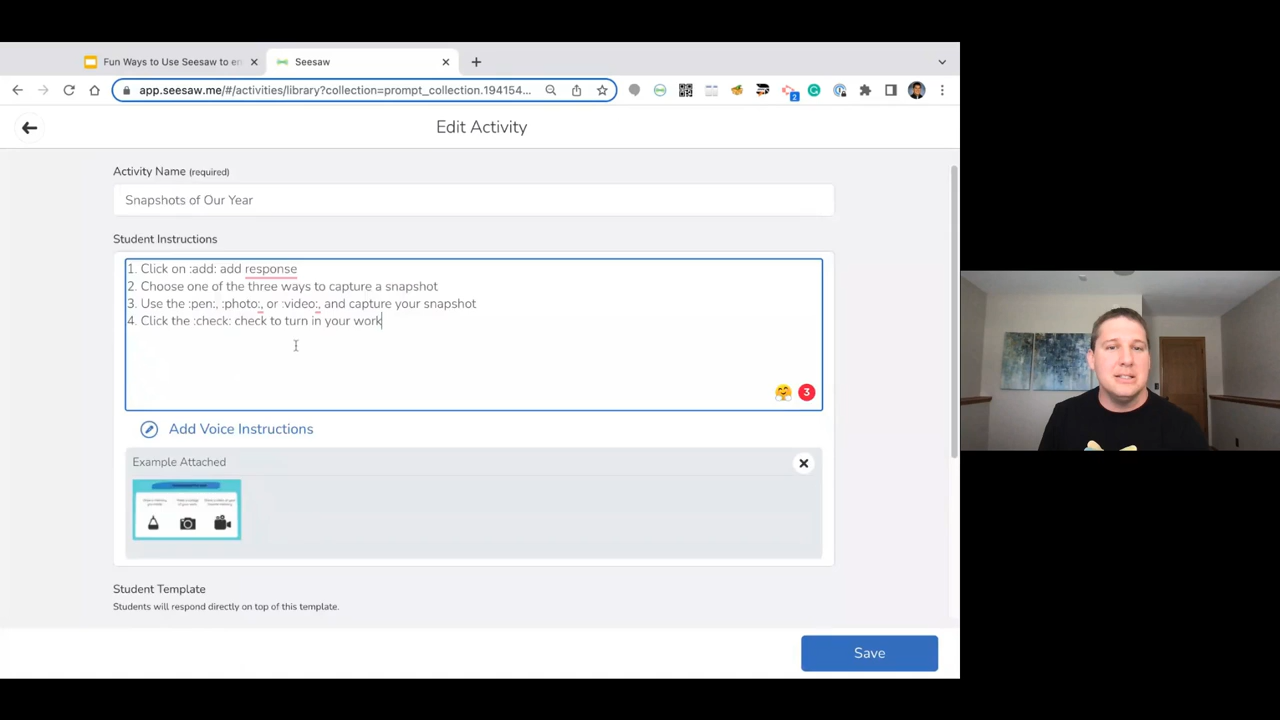 Fun Ways to Use Seesaw to en
Seesaw
app.seesaw.me/#/activities/library?collection=prompt_collection.194154...
2
Edit Activity
Activity Name (required)
Snapshots of Our Year
Student Instructions
1. Click on :add: add response
2. Choose one of the three ways to capture a snapshot
3. Use the :pen:, :photo:, or :video:, and capture your snapshot
4. Click the :check: check to turn in your work
3
Add Voice Instructions
Example Attached
Student Template
Students will respond directly on top of this template.
Save